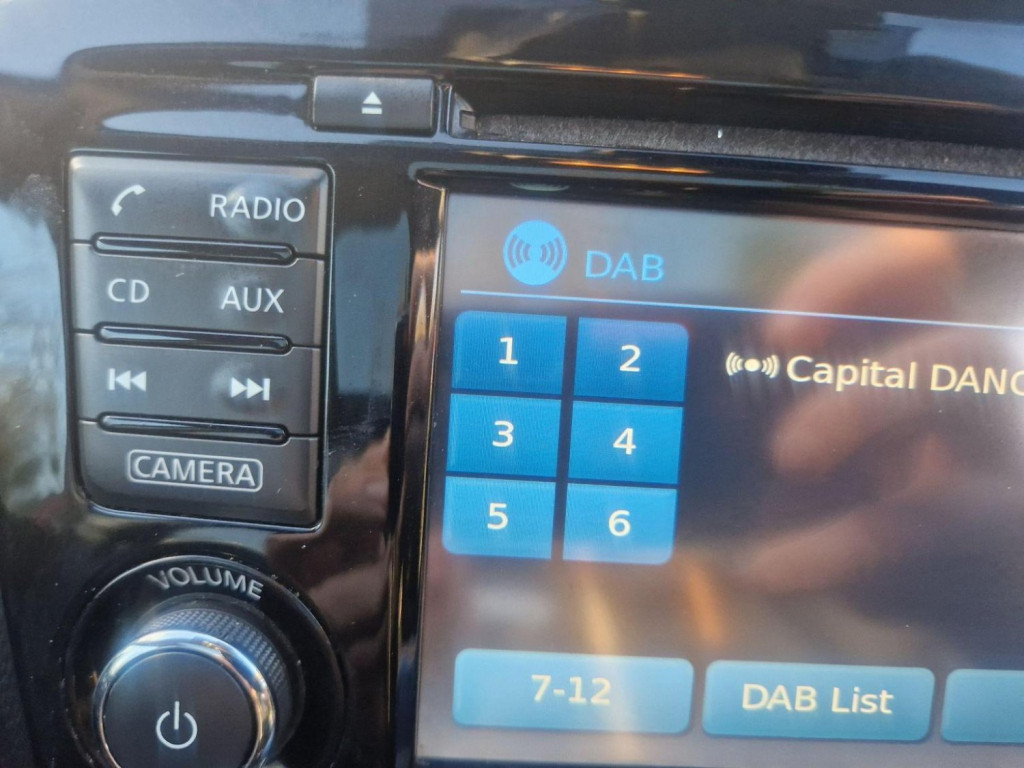 RADIO
CD AUX
CAMERA
VOLUME
DAB
1 2
3 4
5 6
Capital DANC
7-12
DAB List